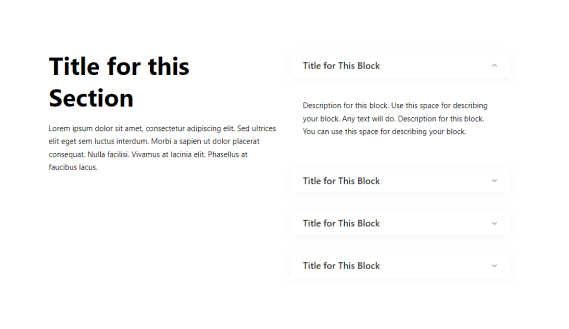 Title for this
Section
Lorem ipsum dolor sit amet, consectetur adipiscing elit. Sed ultrices
elit eget sem luctus interdum. Morbi a sapien ut dolor placerat
consequat. Nulla facilisi. Vivamus at lacinia elit. Phasellus at
faucibus lacus.
Title for This Block
Description for this block. Use this space for describing
your block. Any text will do. Description for this block.
You can use this space for describing your block.
Title for This Block
Title for This Block
Title for This Block